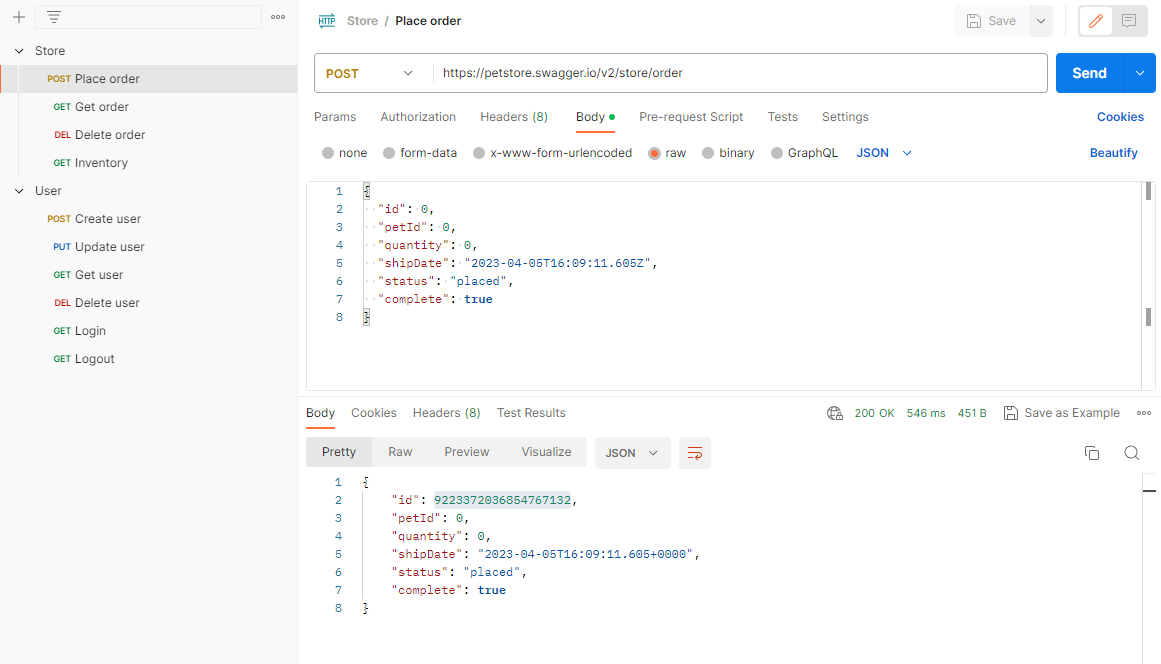 HTTP Store / Place order
Save
Store
POST Place order
GET Get order
DEL Delete order
GET Inventory
User
POST Create user
PUT Update user
GET Get user
DEL Delete user
GET Login
GET Logout
POST https://petstore.swagger.io/v2/store/order Send
Params Authorization Headers (8) Body Pre-request Script Tests Settings Cookies
none form-data x-www-form-urlencoded raw binary GraphQL JSON Beautify
1 {
2 "id": 0,
3 "petId": 0,
4 "quantity": 0,
5 "shipDate": "2023-04-05T16:09:11.605Z",
6 "status": "placed",
7 "complete": true
8 }
Body Cookies Headers (8) Test Results 200 OK 546 ms 451 B Save as Example
Pretty Raw Preview Visualize JSON
1 {
2 "id": 9223372036854767132,
3 "petId": 0,
4 "quantity": 0,
5 "shipDate": "2023-04-05T16:09:11.605+0000",
6 "status": "placed",
7 "complete": true
8 }